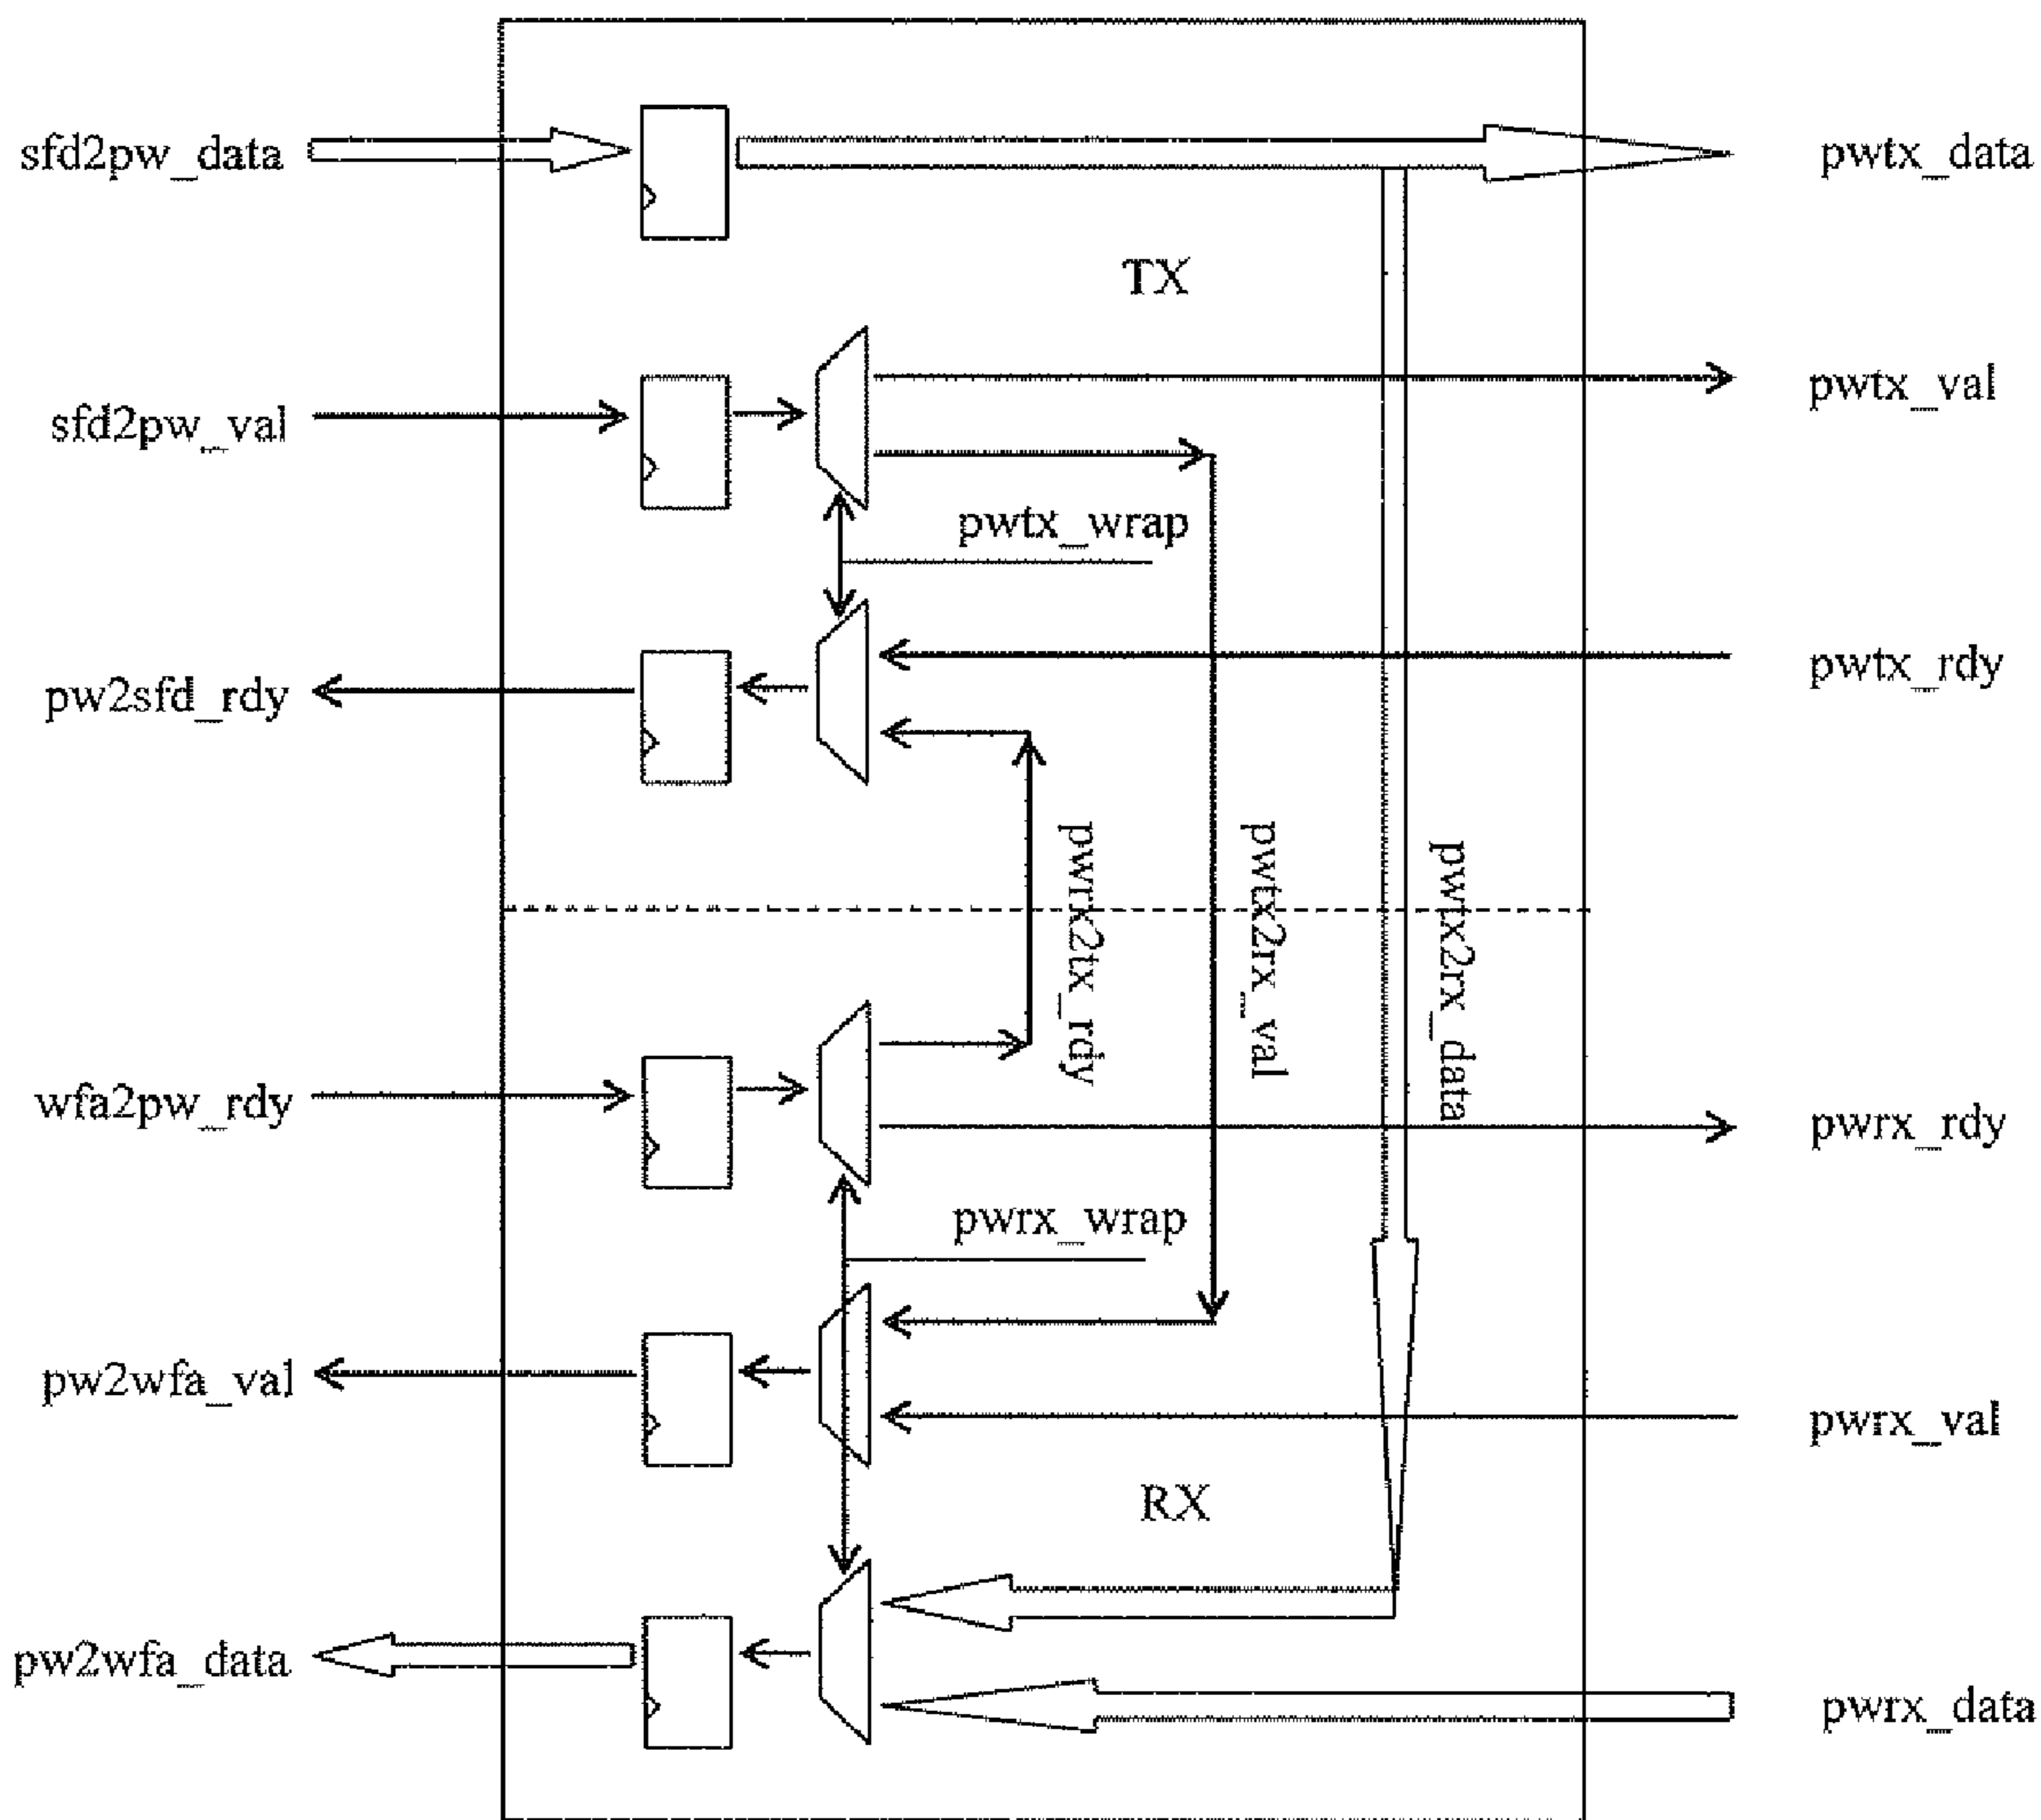 sfd2pw_data
pwtx_data
TX
sfd2pw_val
pwtx_val
pwtx_wrap
pw2sfd_rdy
pwtx_rdy
pwrx2tx_rdy
pwtx2rx_val
pwtx2rx_data
wfa2pw_rdy
pwrx_rdy
pwrx_wrap
pw2wfa_val
pwrx_val
RX
pw2wfa_data
pwrx_data